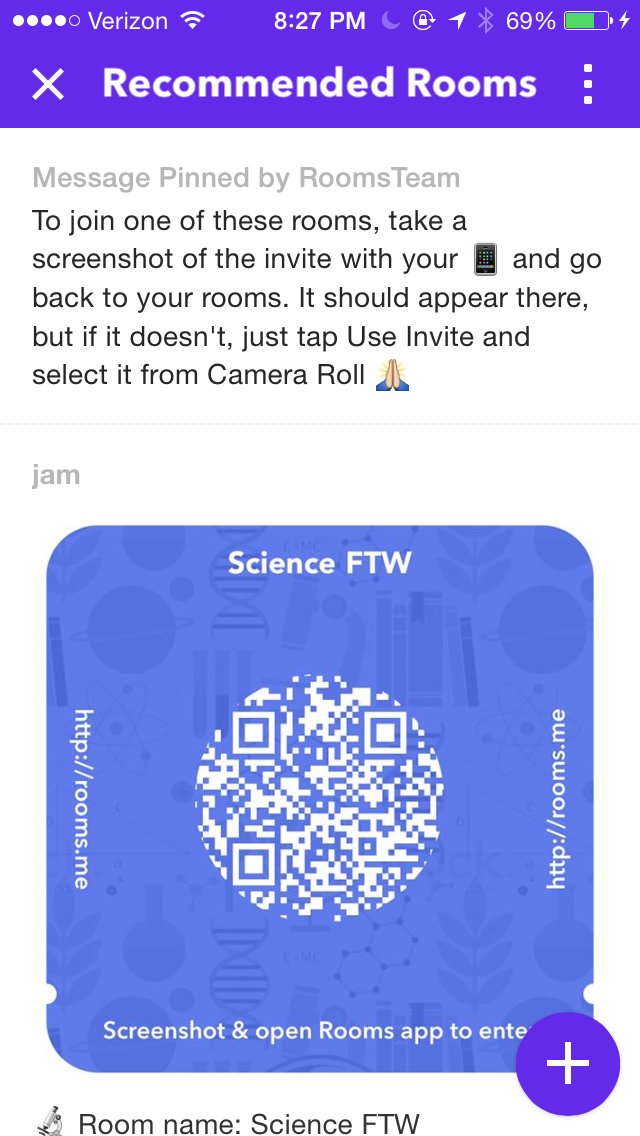 Verizon 8:27 PM 69%
Recommended Rooms
Message Pinned by RoomsTeam
To join one of these rooms, take a
screenshot of the invite with your 📱 and go
back to your rooms. It should appear there,
but if it doesn't, just tap Use Invite and
select it from Camera Roll 🙏
jam
Science FTW
http://rooms.me
http://rooms.me
Screenshot & open Rooms app to ente
🔬 Room name: Science FTW